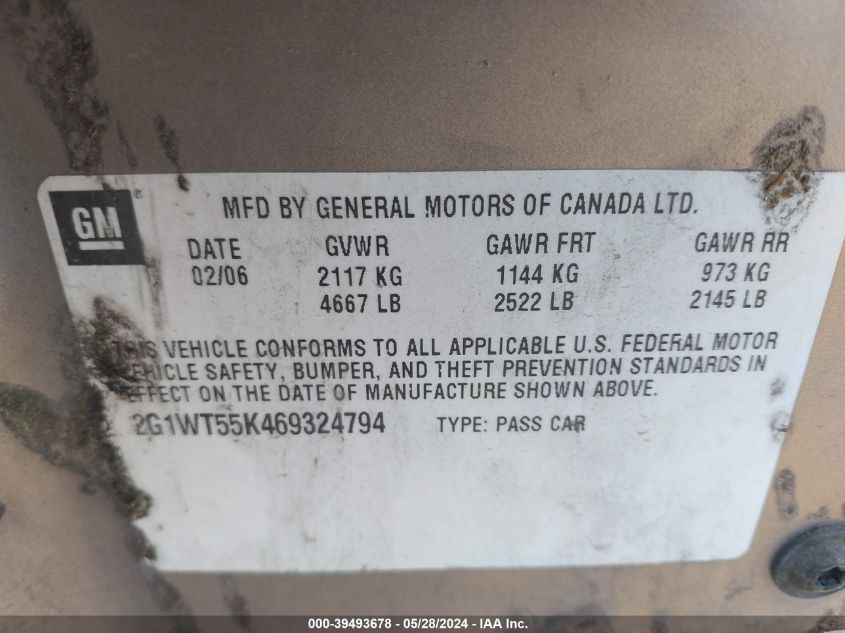 GM ®
MFD BY GENERAL MOTORS OF CANADA LTD.
DATE GVWR GAWR FRT GAWR RR
02/06 2117 KG 1144 KG 973 KG
4667 LB 2522 LB 2145 LB
THIS VEHICLE CONFORMS TO ALL APPLICABLE U.S. FEDERAL MOTOR
VEHICLE SAFETY, BUMPER, AND THEFT PREVENTION STANDARDS IN
EFFECT ON THE DATE OF MANUFACTURE SHOWN ABOVE.
2G1WT55K469324794 TYPE: PASS CAR
000-39493678 - 05/28/2024 - IAA Inc.